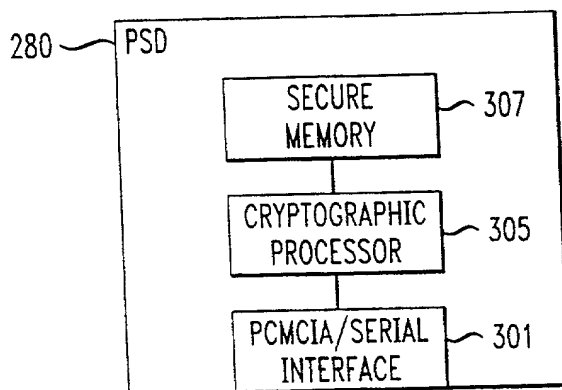 280 PSD
SECURE
MEMORY
307
CRYPTOGRAPHIC
PROCESSOR
305
PCMCIA/SERIAL
INTERFACE
301